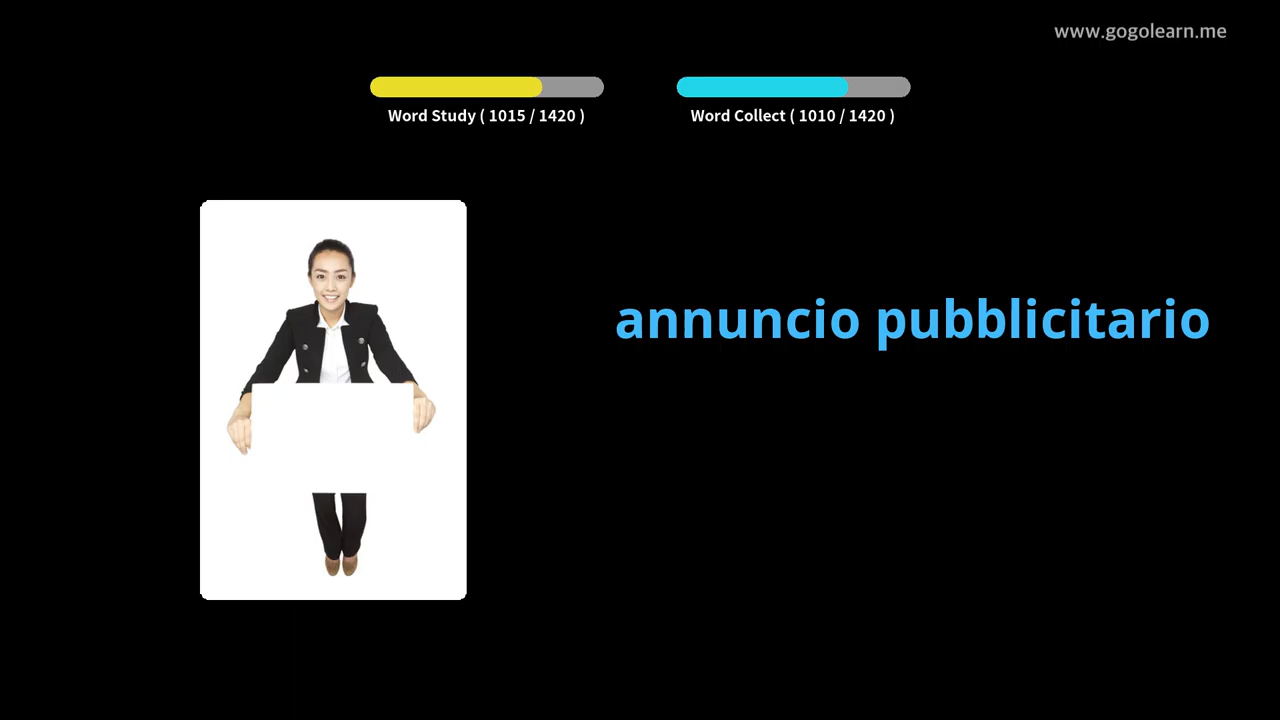 www.gogolearn.me
Word Study ( 1015 / 1420 )
Word Collect ( 1010 / 1420 )
annuncio pubblicitario